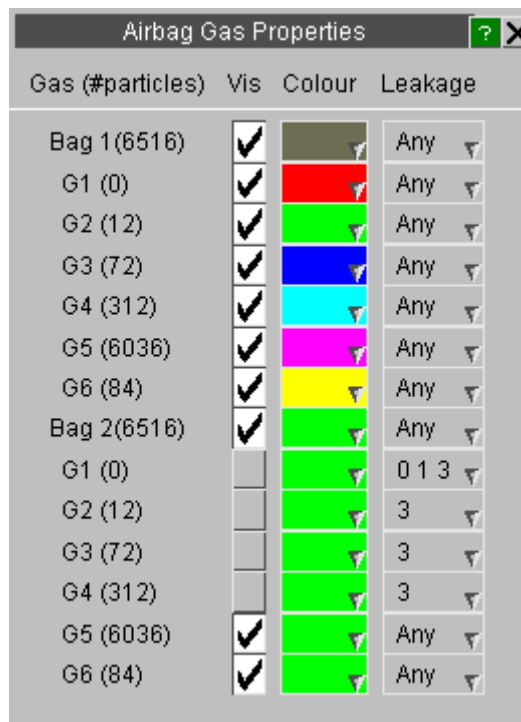 Airbag Gas Properties ? X
Gas (#particles) Vis Colour Leakage
Bag 1(6516) Any
G1 (0) Any
G2 (12) Any
G3 (72) Any
G4 (312) Any
G5 (6036) Any
G6 (84) Any
Bag 2(6516) Any
G1 (0) 0 1 3
G2 (12) 3
G3 (72) 3
G4 (312) 3
G5 (6036) Any
G6 (84) Any